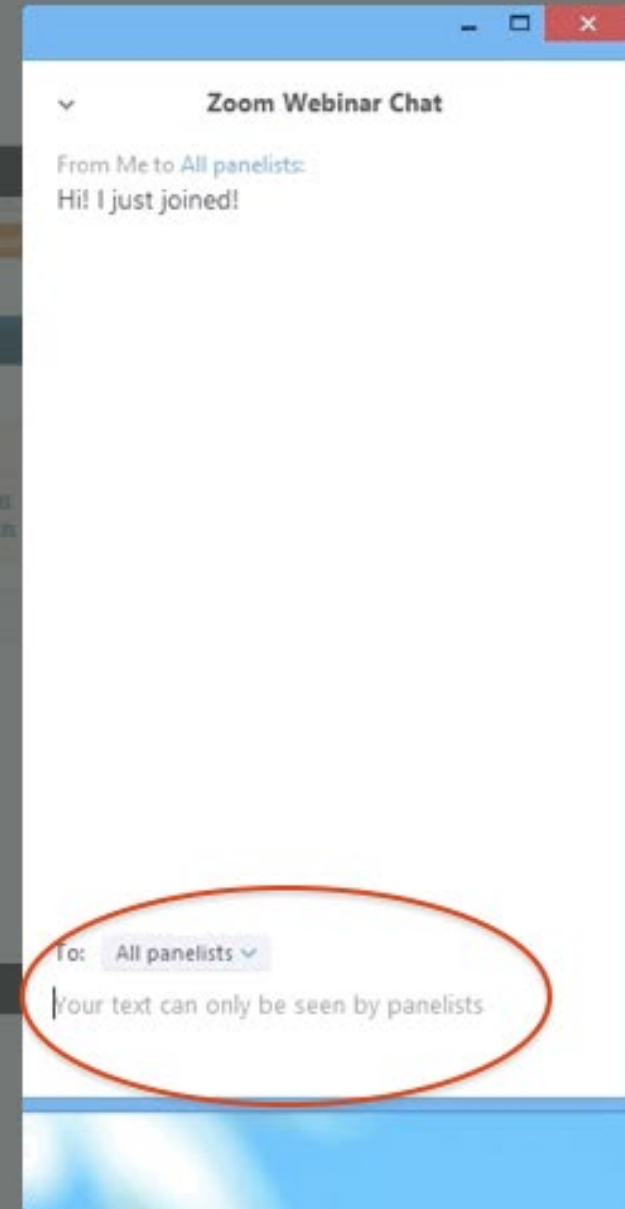 Zoom Webinar Chat
From Me to All panelists:
Hi! I just joined!
To: All panelists
Your text can only be seen by panelists